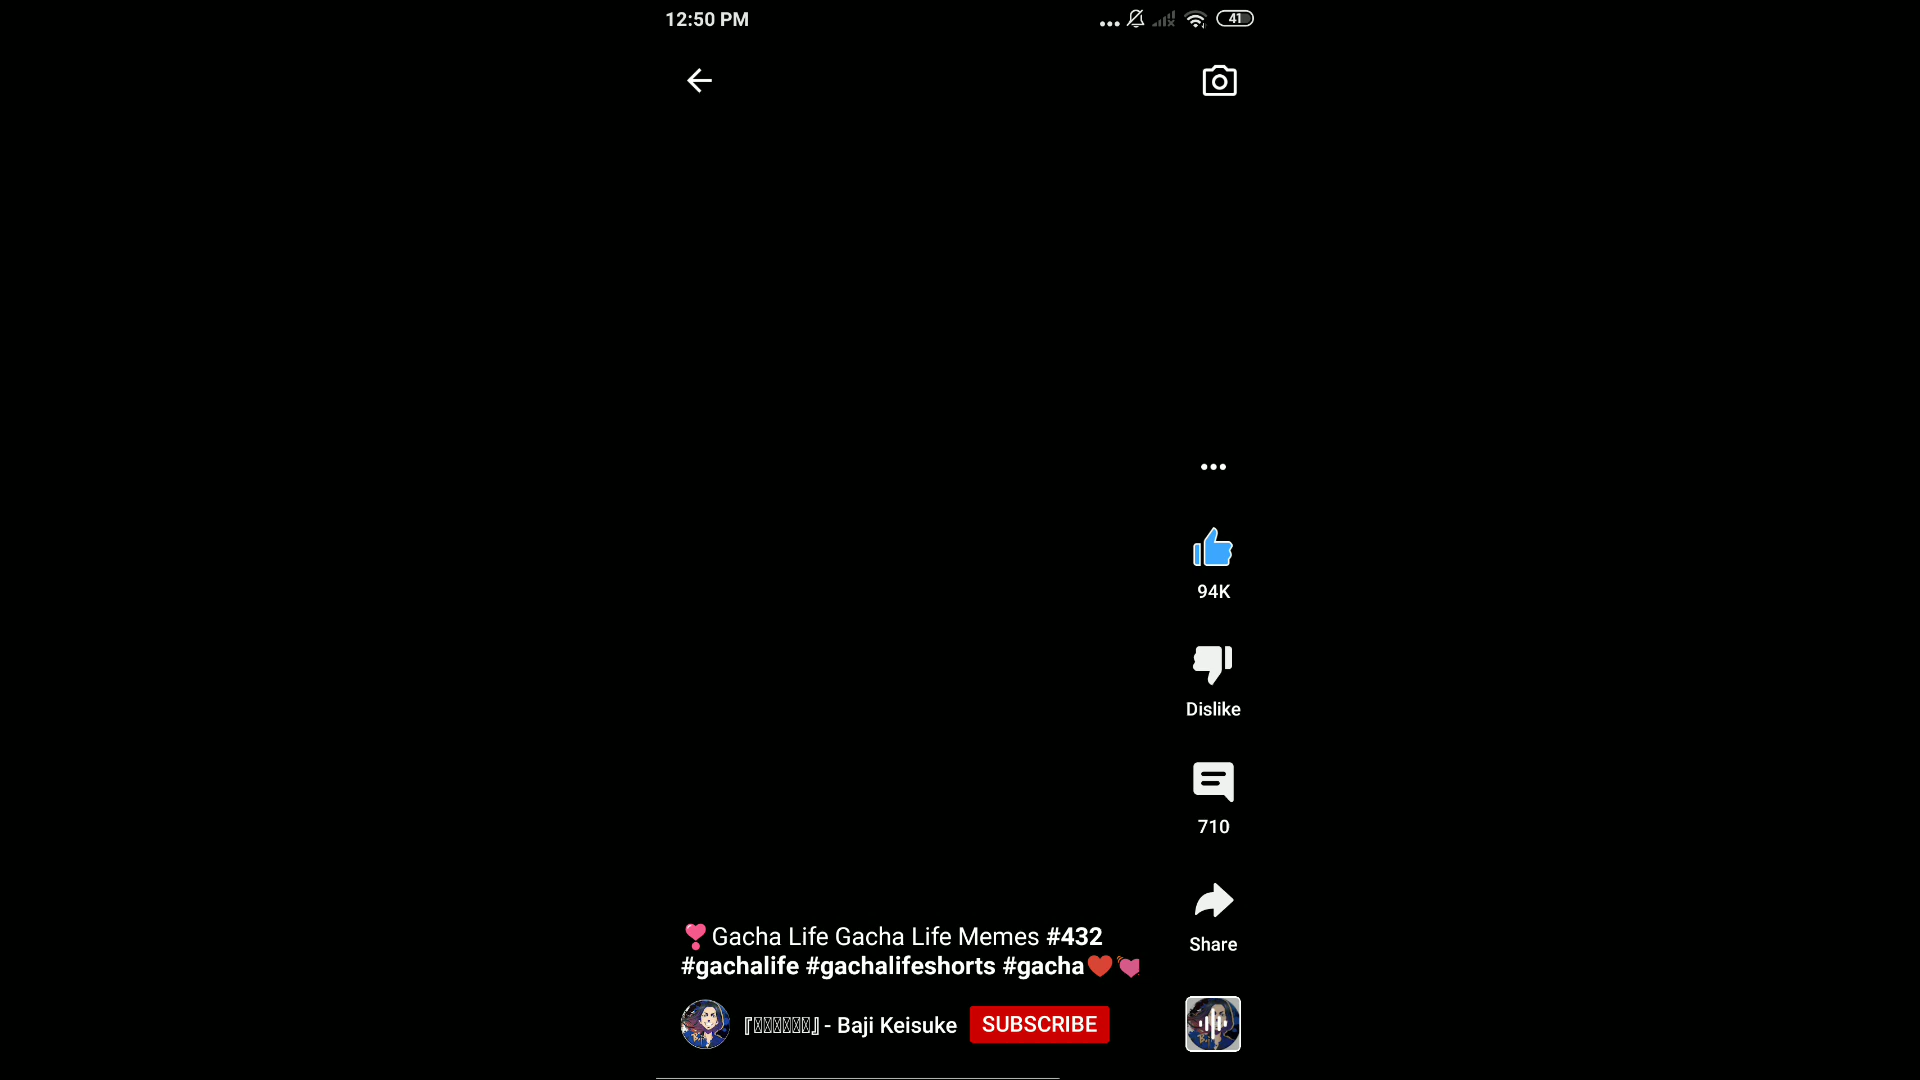 12:50 PM
41
94K
Dislike
710
❣️Gacha Life Gacha Life Memes #432
#gachalife #gachalifeshorts #gacha❤️💘
Share
- Baji Keisuke
SUBSCRIBE